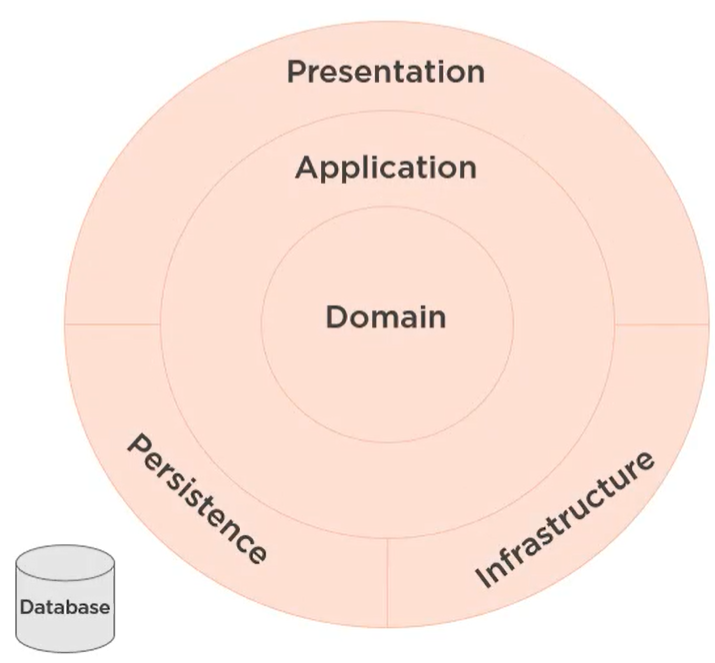 Presentation
Application
Domain
Persistence
Infrastructure
Database